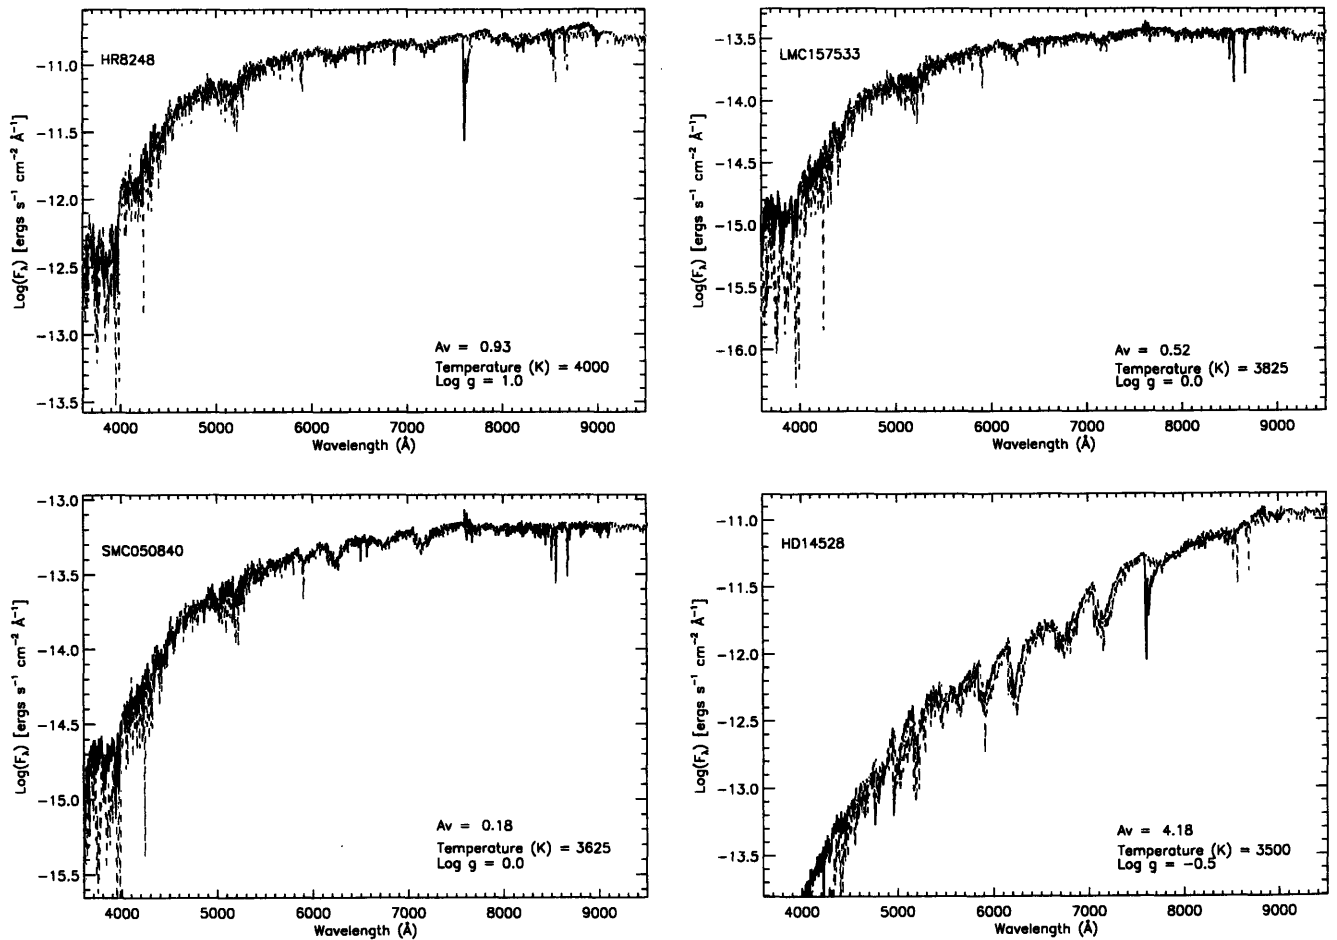 HR8248
Log(Fλ) [ergs s⁻¹ cm⁻² Å⁻¹]
−11.0
−11.5
−12.0
−12.5
−13.0
−13.5
Av = 0.93
Temperature (K) = 4000
Log g = 1.0
4000 5000 6000 7000 8000 9000
Wavelength (Å)
LMC157533
Log(Fλ) [ergs s⁻¹ cm⁻² Å⁻¹]
−13.5
−14.0
−14.5
−15.0
−15.5
−16.0
Av = 0.52
Temperature (K) = 3825
Log g = 0.0
4000 5000 6000 7000 8000 9000
Wavelength (Å)
SMC050840
Log(Fλ) [ergs s⁻¹ cm⁻² Å⁻¹]
−13.0
−13.5
−14.0
−14.5
−15.0
−15.5
Av = 0.18
Temperature (K) = 3625
Log g = 0.0
4000 5000 6000 7000 8000 9000
Wavelength (Å)
HD14528
Log(Fλ) [ergs s⁻¹ cm⁻² Å⁻¹]
−11.0
−11.5
−12.0
−12.5
−13.0
−13.5
Av = 4.18
Temperature (K) = 3500
Log g = −0.5
4000 5000 6000 7000 8000 9000
Wavelength (Å)